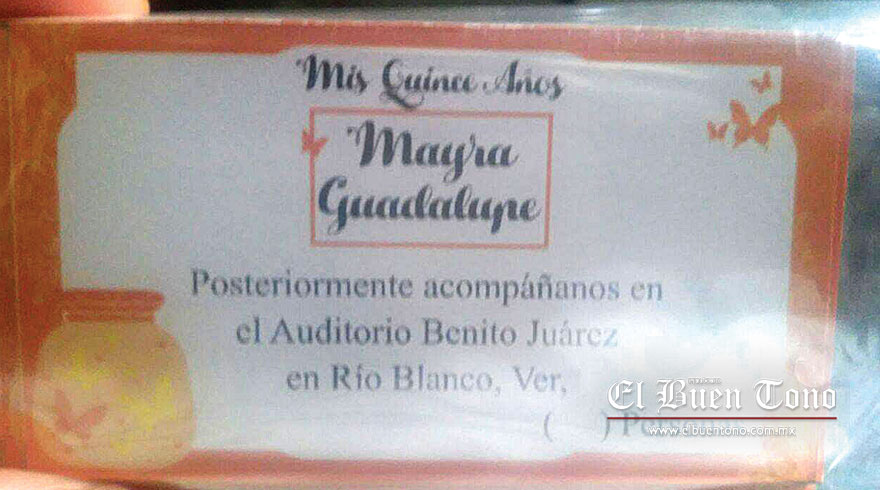 Mis Quince Años
Mayra
Guadalupe
Posteriormente acompáñanos en
el Auditorio Benito Juárez
en Río Blanco, Ver,
PERIODICO
El Buen Tono
www.elbuentono.com.mx
( )